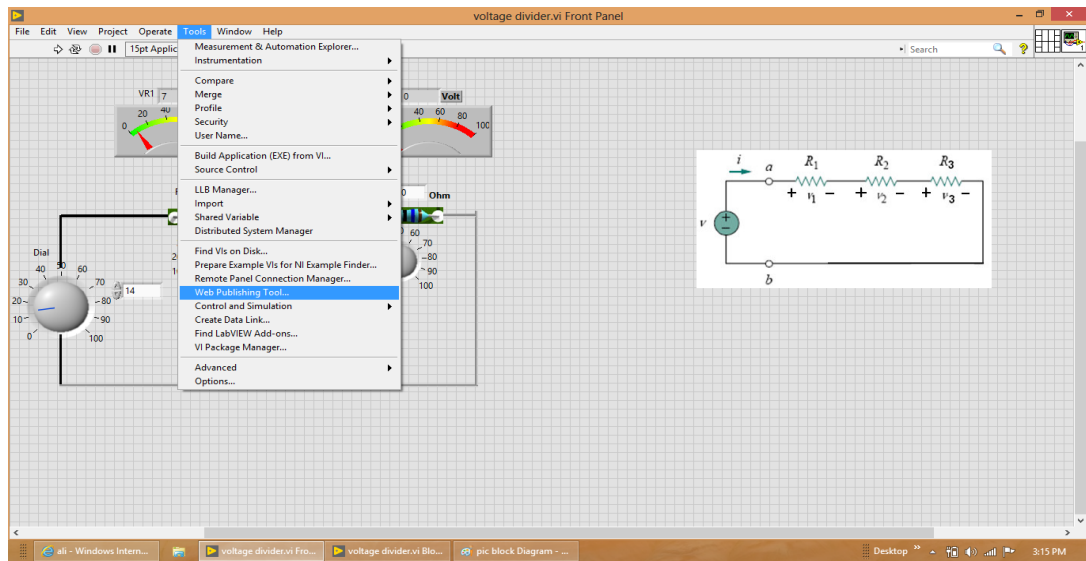 voltage divider.vi Front Panel
File Edit View Project Operate Tools Window Help
15pt Applic
Search
Measurement & Automation Explorer...
Instrumentation
Compare
Merge
Profile
Security
User Name...
Build Application (EXE) from VI...
Source Control
LLB Manager...
Import
Shared Variable
Distributed System Manager
Find VIs on Disk...
Prepare Example VIs for NI Example Finder...
Remote Panel Connection Manager...
Web Publishing Tool...
Control and Simulation
Create Data Link...
Find LabVIEW Add-ons...
VI Package Manager...
Advanced
Options...
VR1 7
0 20 40
0 Volt
40 60 80 100
Ohm
60 70 80 90 100
Dial
0 10 20 30 40 50 60 70 80 90 100
14
i a R1 R2 R3
+ v1 − + v2 − + v3 −
v + −
b
ali - Windows Intern...
voltage divider.vi Fro...
voltage divider.vi Blo...
pic block Diagram - ...
Desktop
3:15 PM